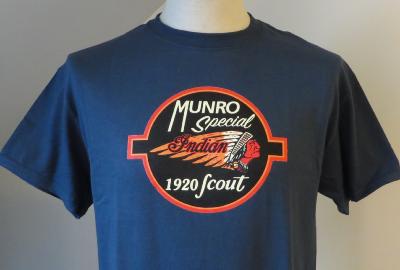 MUNRO
Special
Indian
1920 Scout